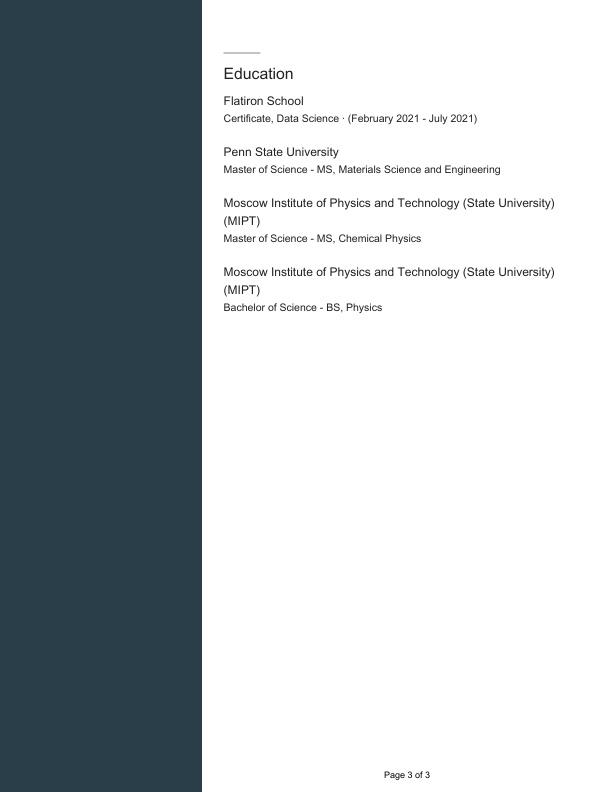 Education
Flatiron School
Certificate, Data Science · (February 2021 - July 2021)
Penn State University
Master of Science - MS, Materials Science and Engineering
Moscow Institute of Physics and Technology (State University)
(MIPT)
Master of Science - MS, Chemical Physics
Moscow Institute of Physics and Technology (State University)
(MIPT)
Bachelor of Science - BS, Physics
Page 3 of 3